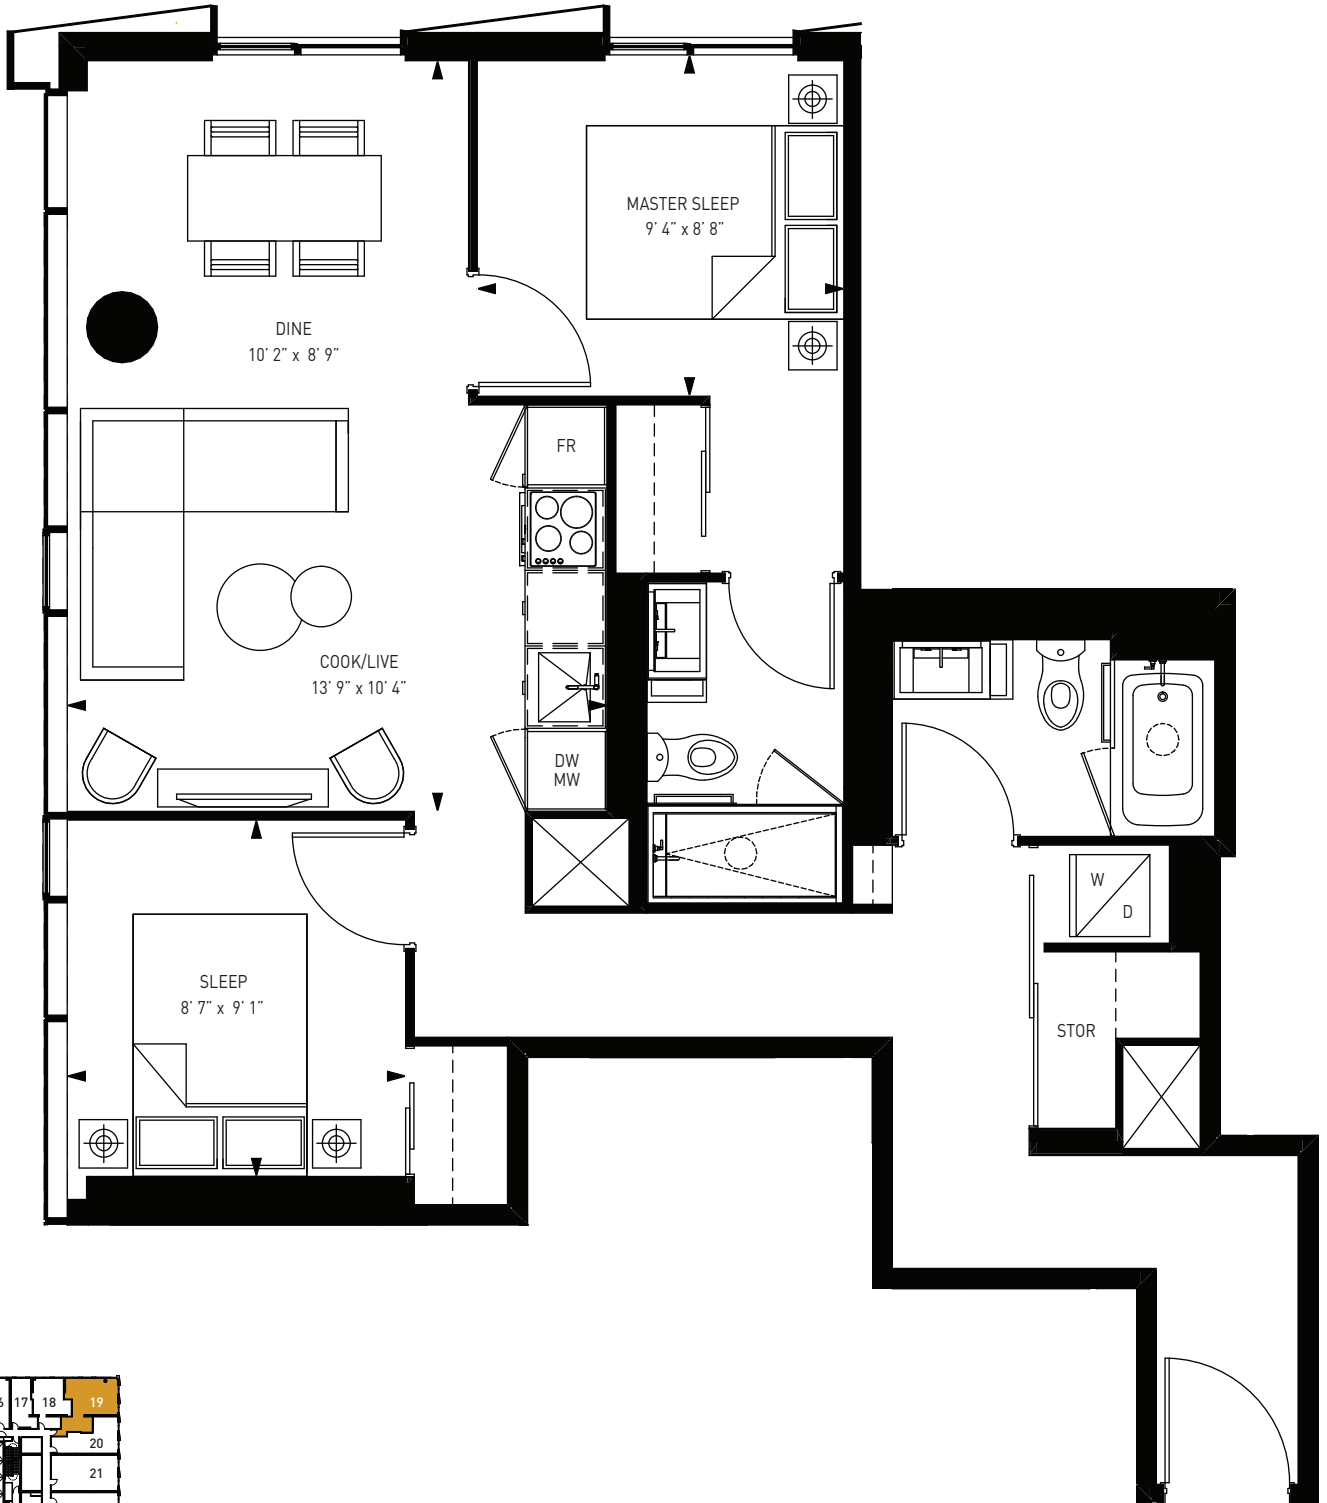 MASTER SLEEP
9' 4" x 8' 8"
DINE
10' 2" x 8' 9"
FR
COOK/LIVE
13' 9" x 10' 4"
DW
MW
W
D
SLEEP
8' 7" x 9' 1"
STOR
17 18 19
20
21